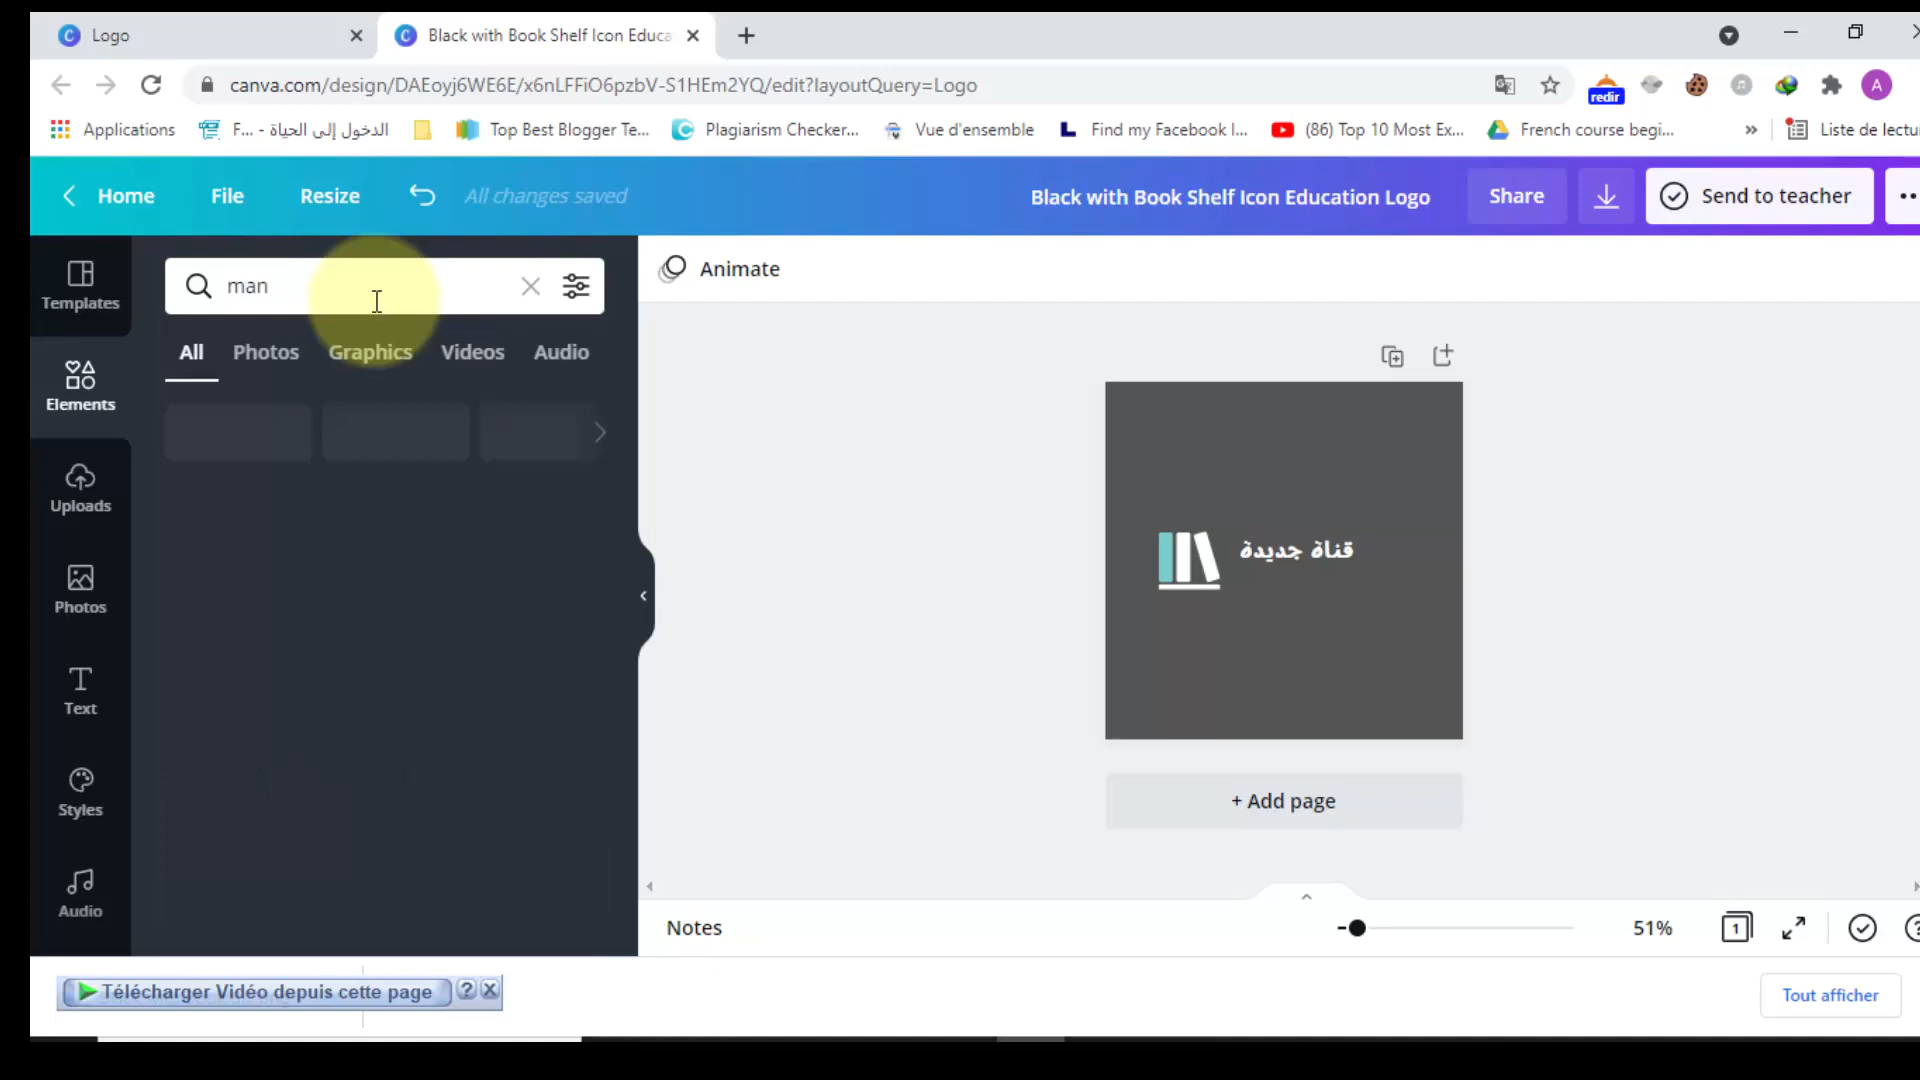 Logo
Black with Book Shelf Icon Educa
canva.com/design/DAEoyj6WE6E/x6nLFFiO6pzbV-S1HEm2YQ/edit?layoutQuery=Logo
redir
A
Applications
F... - الدخول إلى الحياة
Top Best Blogger Te...
Plagiarism Checker...
Vue d'ensemble
Find my Facebook I...
(86) Top 10 Most Ex...
French course begi...
»
Liste de lectu
Home
File
Resize
All changes saved
Black with Book Shelf Icon Education Logo
Share
Send to teacher
Templates
Elements
Uploads
Photos
Text
Styles
Audio
man
All
Photos
Graphics
Videos
Audio
Animate
قناة جديدة
+ Add page
Notes
51%
1
Télécharger Vidéo depuis cette page
Tout afficher